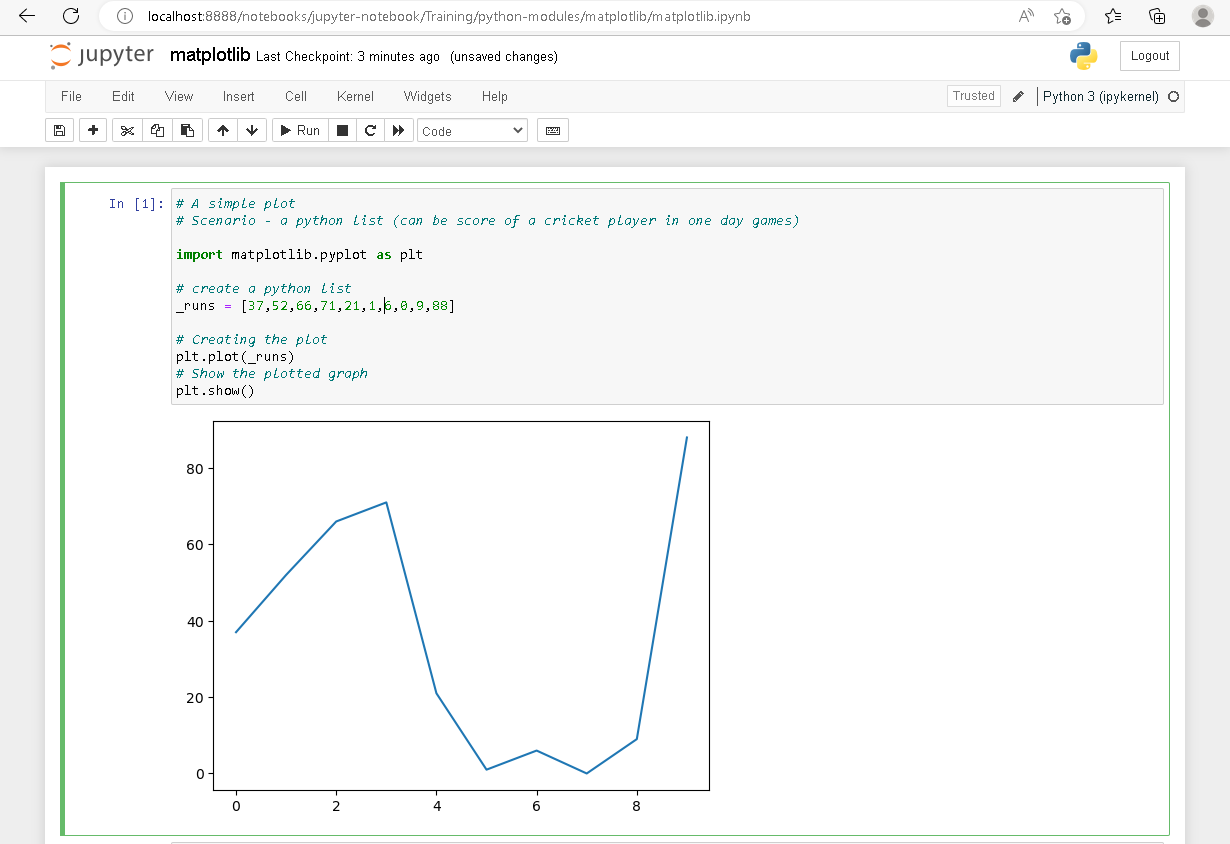 localhost:8888/notebooks/jupyter-notebook/Training/python-modules/matplotlib/matplotlib.ipynb
jupyter matplotlib Last Checkpoint: 3 minutes ago (unsaved changes)
Logout
File Edit View Insert Cell Kernel Widgets Help
Trusted
Python 3 (ipykernel)
Run
Code
In [1]:
# A simple plot
# Scenario - a python list (can be score of a cricket player in one day games)
import matplotlib.pyplot as plt
# create a python list
_runs = [37,52,66,71,21,1,6,0,9,88]
# Creating the plot
plt.plot(_runs)
# Show the plotted graph
plt.show()
80
60
40
20
0
0 2 4 6 8